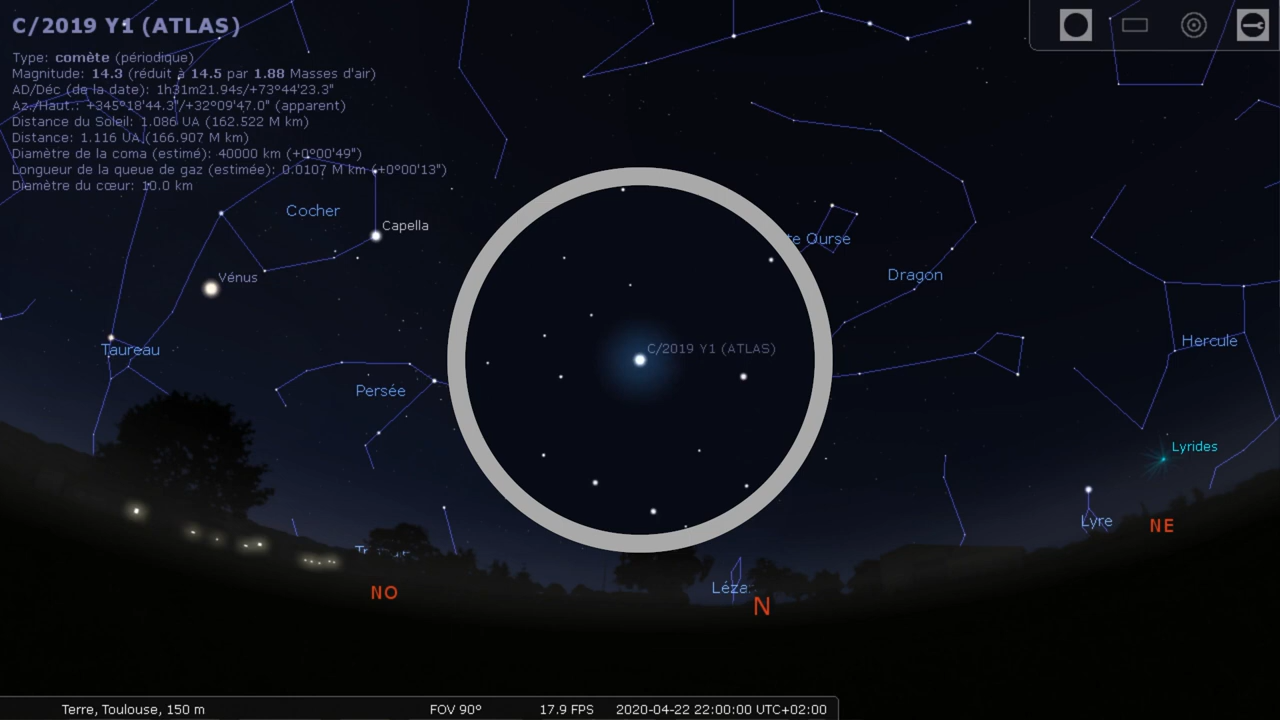 C/2019 Y1 (ATLAS)
Type: comète (périodique)
Magnitude: 14.3 (réduit à 14.5 par 1.88 Masses d'air)
AD/Déc (de la date): 1h31m21.94s/+73°44'23.3"
Az./Haut.: +345°18'44.3"/+32°09'47.0" (apparent)
Distance du Soleil: 1.086 UA (162.522 M km)
Distance: 1.116 UA (166.907 M km)
Diamètre de la coma (estimé): 40000 km (+0°00'49")
Longueur de la queue de gaz (estimée): 0.0107 M km (+0°00'13")
Diamètre du cœur: 10.0 km
Cocher
Capella
te Ourse
Dragon
Vénus
Hercule
Taureau
C/2019 Y1 (ATLAS)
Persée
Lyrides
Lyre
NE
Léza
NO
N
Terre, Toulouse, 150 m
FOV 90°
17.9 FPS
2020-04-22 22:00:00 UTC+02:00